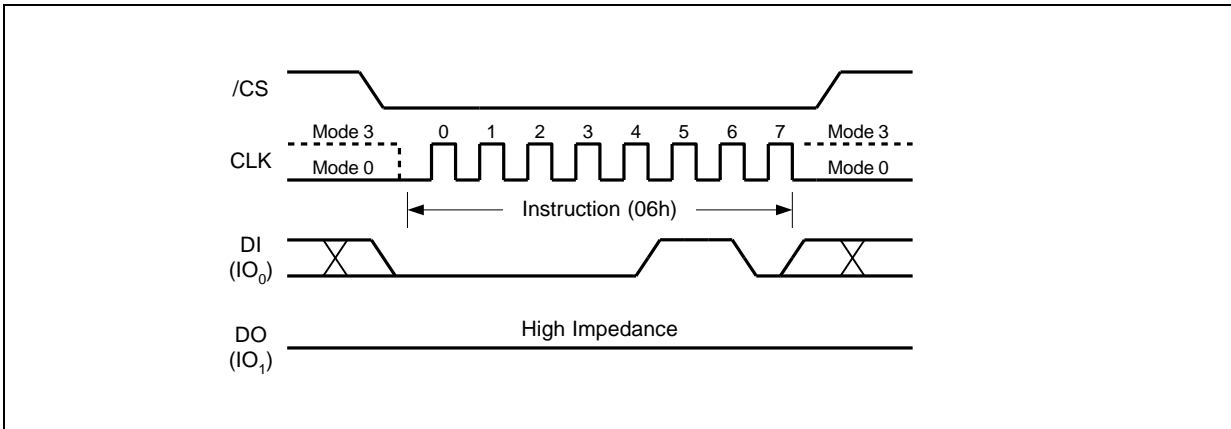 /CS
Mode 3 0 1 2 3 4 5 6 7 Mode 3
CLK
Mode 0 Mode 0
Instruction (06h)
DI
(IO₀)
High Impedance
DO
(IO₁)